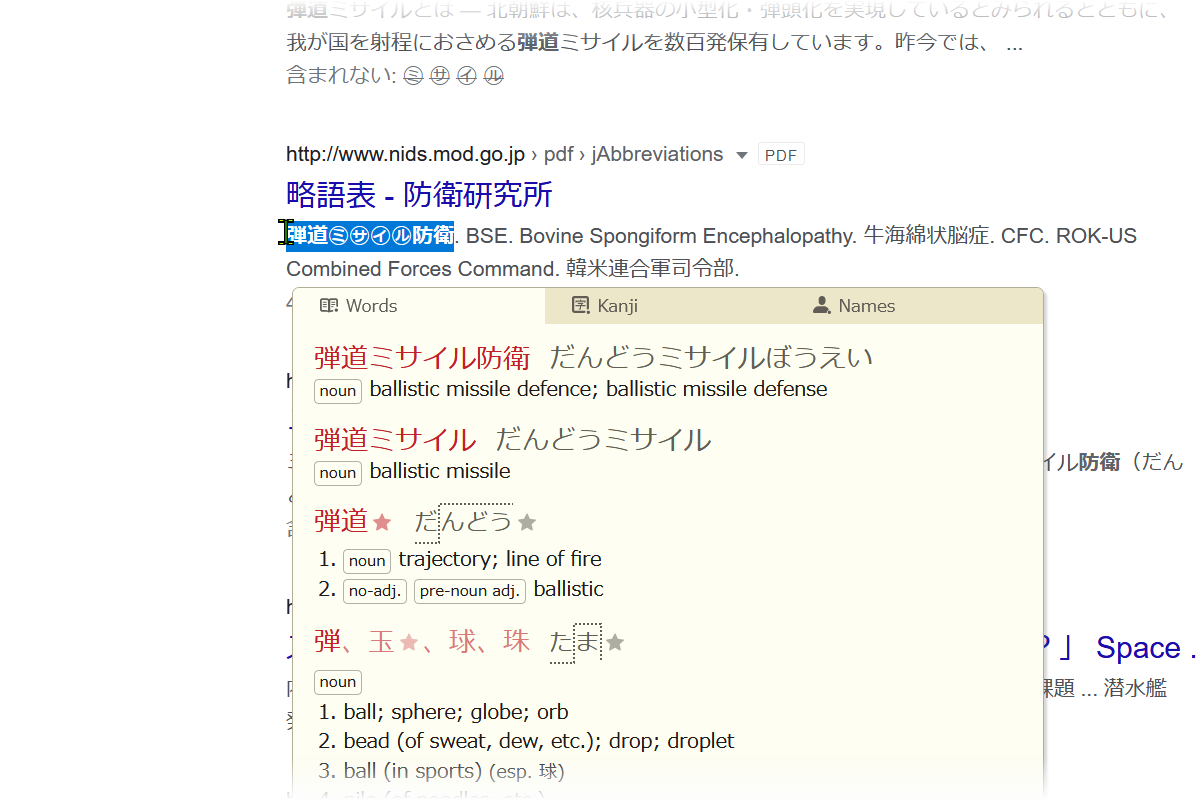 弾道ミサイルとは — 北朝鮮は、核兵器の小型化・弾頭化を実現しているとみられるとともに、
我が国を射程におさめる弾道ミサイルを数百発保有しています。昨今では、 ...
含まれない: ㋯ ㋚ ㋑ ㋸
http://www.nids.mod.go.jp › pdf › jAbbreviations PDF
略語表 - 防衛研究所
弾道㋯㋚㋑㋸防衛. BSE. Bovine Spongiform Encephalopathy. 牛海綿状脳症. CFC. ROK-US
Combined Forces Command. 韓米連合軍司令部.
Words Kanji Names
弾道ミサイル防衛 だんどうミサイルぼうえい
noun ballistic missile defence; ballistic missile defense
弾道ミサイル だんどうミサイル
noun ballistic missile
イル防衛（だん
弾道★ だんどう★
1. noun trajectory; line of fire
2. no-adj. pre-noun adj. ballistic
弾、玉★、球、珠 たま★
? 」 Space .
noun
課題 ... 潜水艦
1. ball; sphere; globe; orb
2. bead (of sweat, dew, etc.); drop; droplet
3. ball (in sports) (esp. 球)